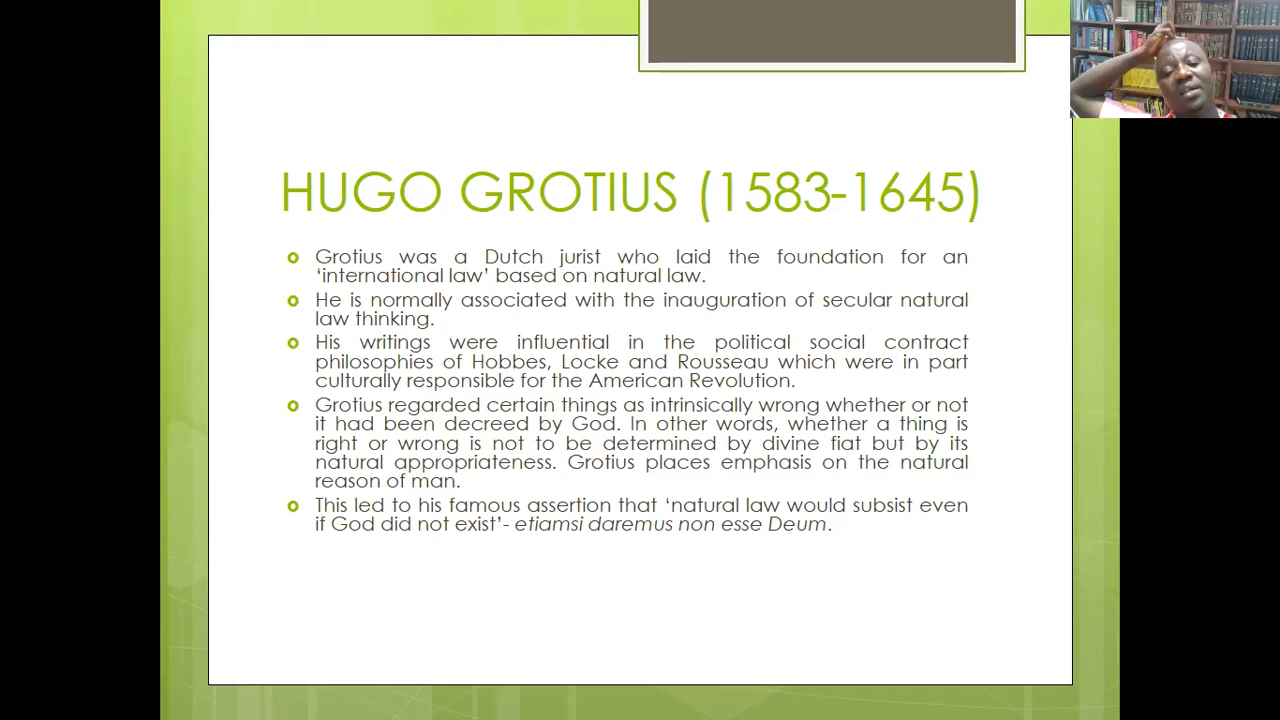 HUGO GROTIUS (1583-1645)
Grotius was a Dutch jurist who laid the foundation for an
‘international law’ based on natural law.
He is normally associated with the inauguration of secular natural
law thinking.
His writings were influential in the political social contract
philosophies of Hobbes, Locke and Rousseau which were in part
culturally responsible for the American Revolution.
Grotius regarded certain things as intrinsically wrong whether or not
it had been decreed by God. In other words, whether a thing is
right or wrong is not to be determined by divine fiat but by its
natural appropriateness. Grotius places emphasis on the natural
reason of man.
This led to his famous assertion that ‘natural law would subsist even
if God did not exist’- etiamsi daremus non esse Deum.